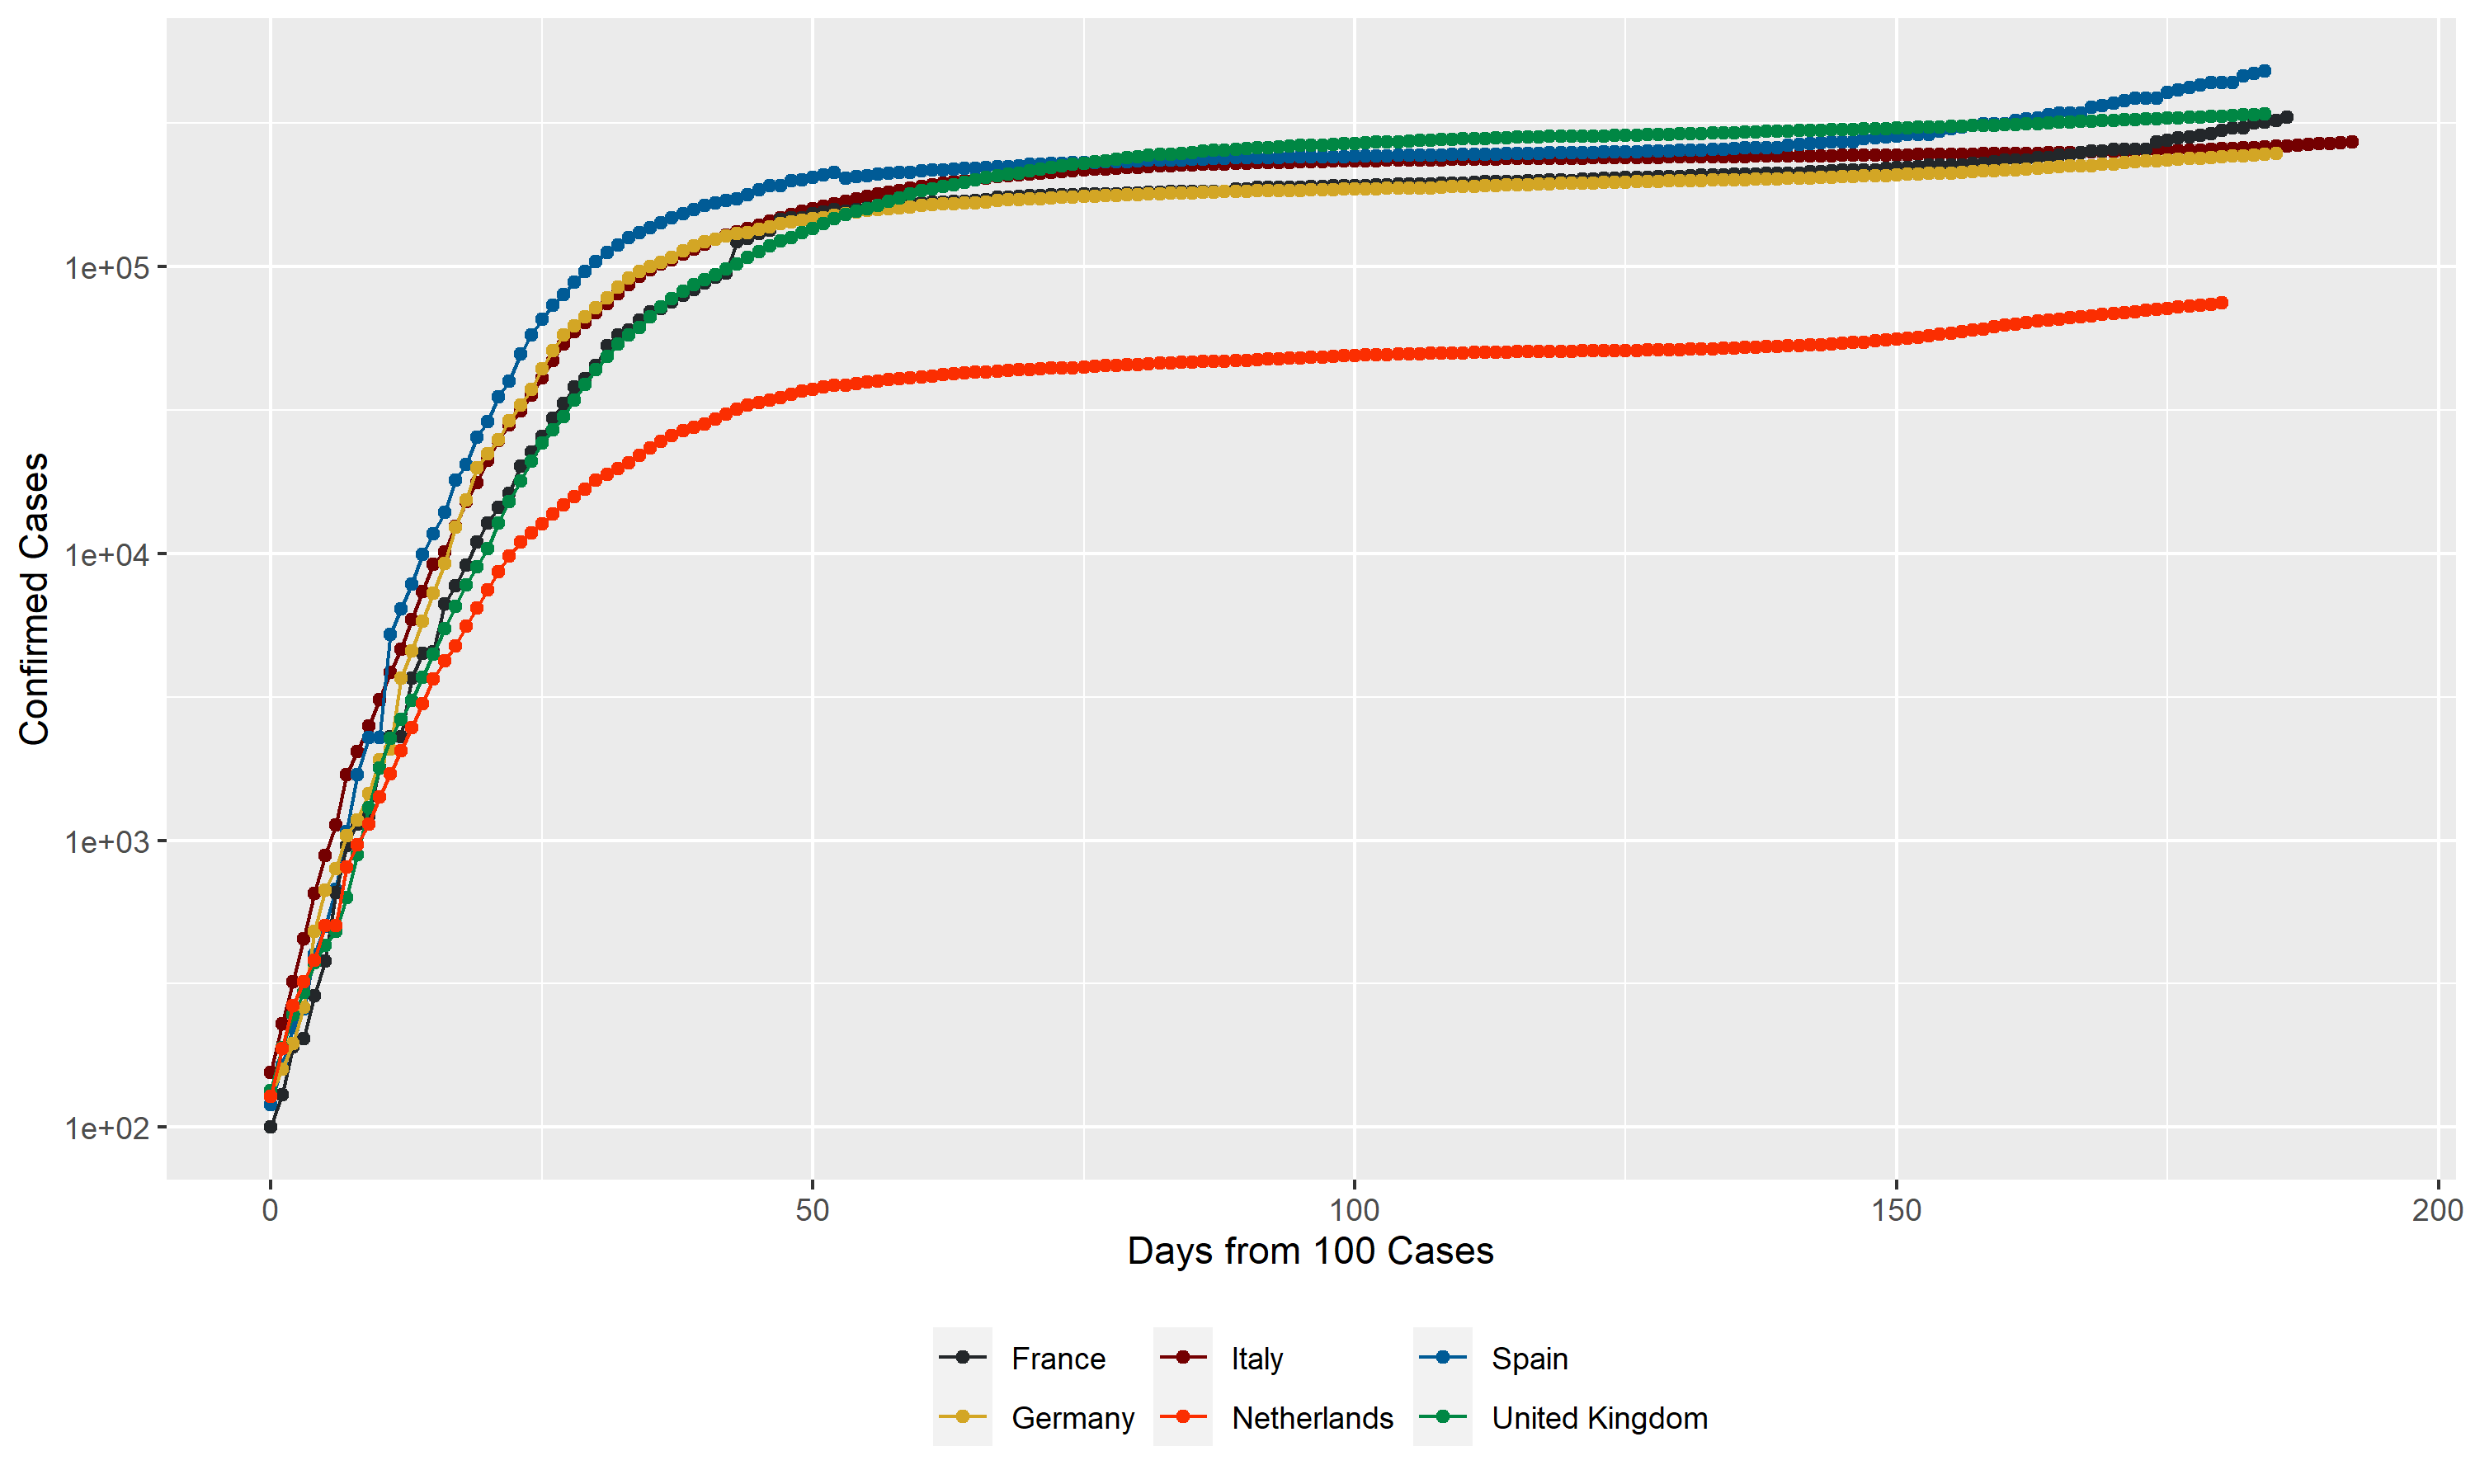 Confirmed Cases
1e+05
1e+04
1e+03
1e+02
0 50 100 150 200
Days from 100 Cases
France Italy Spain
Germany Netherlands United Kingdom